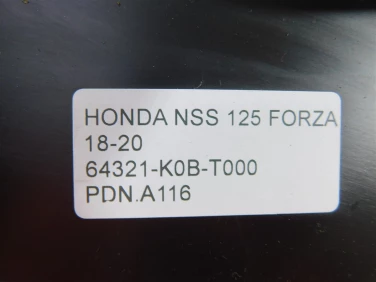 HONDA NSS 125 FORZA
18-20
64321-K0B-T000
PDN.A116